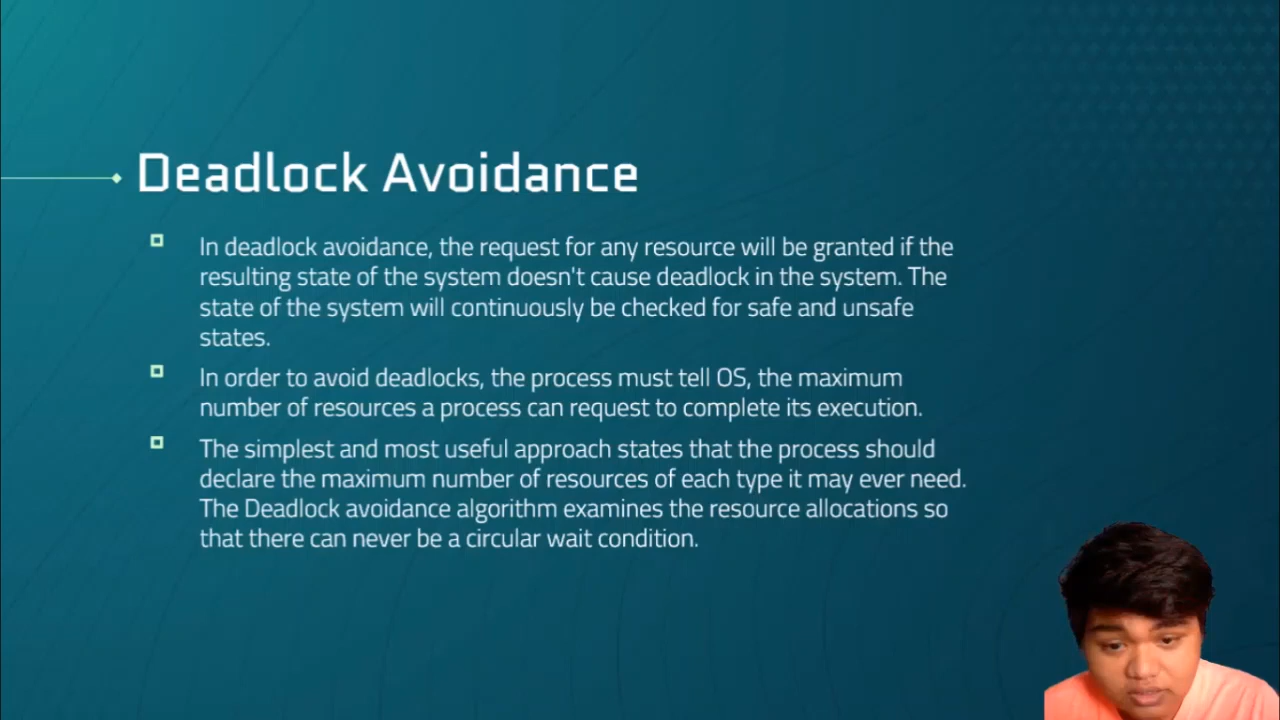 Deadlock Avoidance
In deadlock avoidance, the request for any resource will be granted if the
resulting state of the system doesn't cause deadlock in the system. The
state of the system will continuously be checked for safe and unsafe
states.
In order to avoid deadlocks, the process must tell OS, the maximum
number of resources a process can request to complete its execution.
The simplest and most useful approach states that the process should
declare the maximum number of resources of each type it may ever need.
The Deadlock avoidance algorithm examines the resource allocations so
that there can never be a circular wait condition.